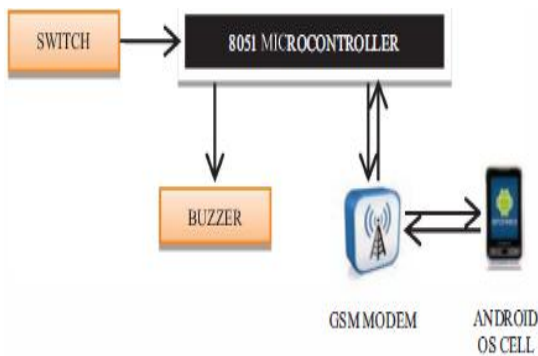 SWITCH
8051 MICROCONTROLLER
BUZZER
GSM MODEM
ANDROID
OS CELL